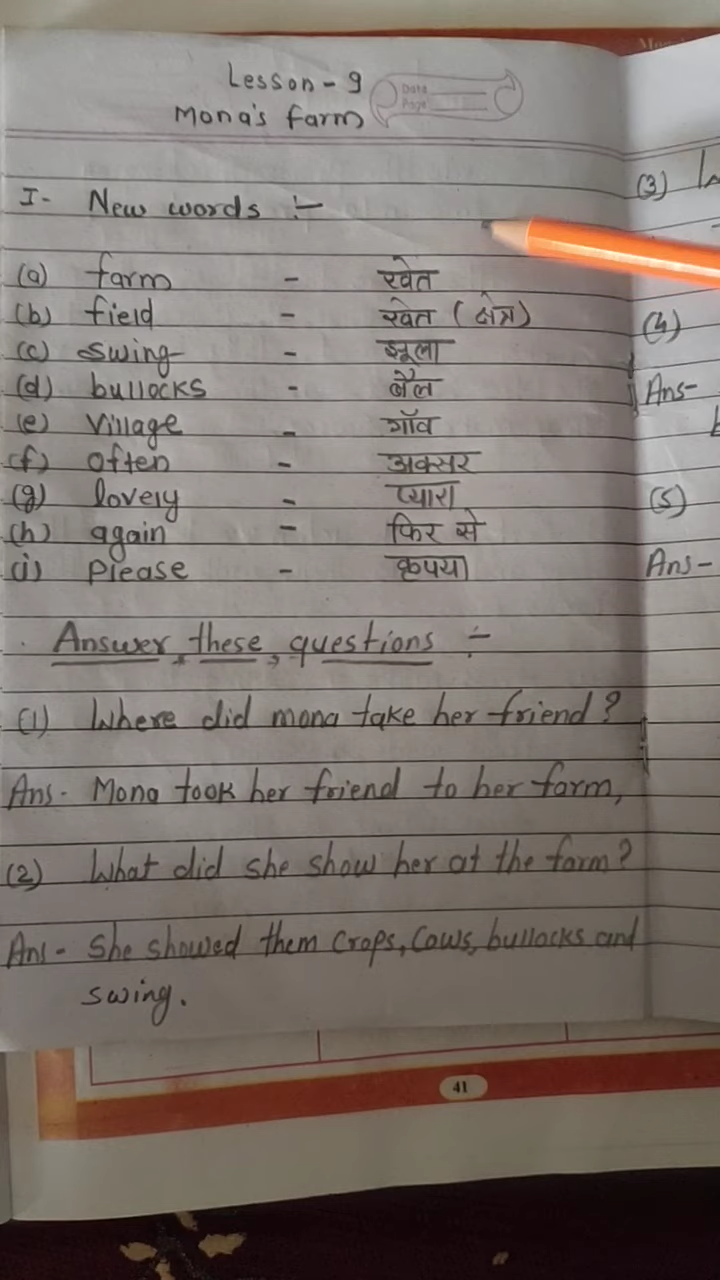 Lesson - 9
Date
Page
Mona's farm
I- New words :-
(a) farm - खेत
(b) field - खेत (क्षेत्र)
(c) swing - झूला
(d) bullocks - बैल
(e) village - गॉव
(f) often - अक्सर
(g) lovely - प्यारा
(h) again - फिर से
(i) Please - कृपया
Answer, these, questions :-
(1) Where did mona take her friend?
Ans- Mona took her friend to her farm,
(2) What did she show her at the farm?
Ans- She showed them crops, Cows, bullocks and
swing.
(3)
(4)
Ans-
(5)
Ans-
41